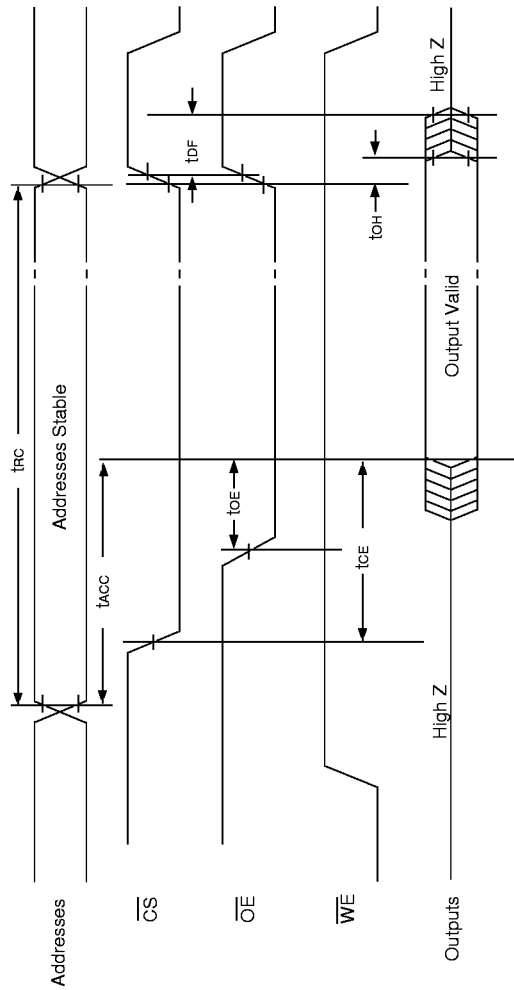 Addresses
tRC
Addresses Stable
tACC
CS
OE
tOE
tCE
tDF
WE
tOH
Outputs
High Z
Output Valid
High Z